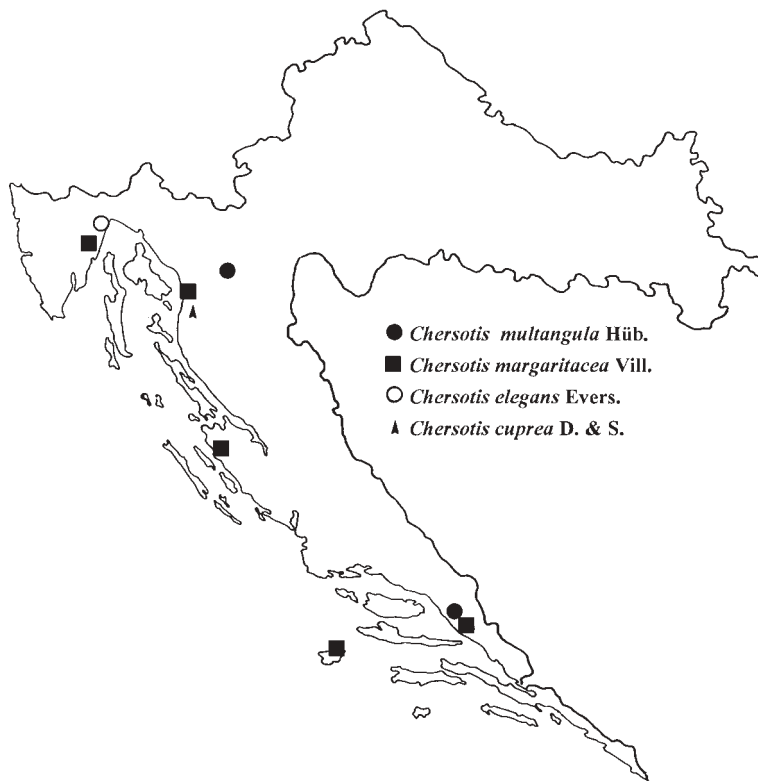 Chersotis multangula Hüb.
Chersotis margaritacea Vill.
Chersotis elegans Evers.
Chersotis cuprea D. & S.